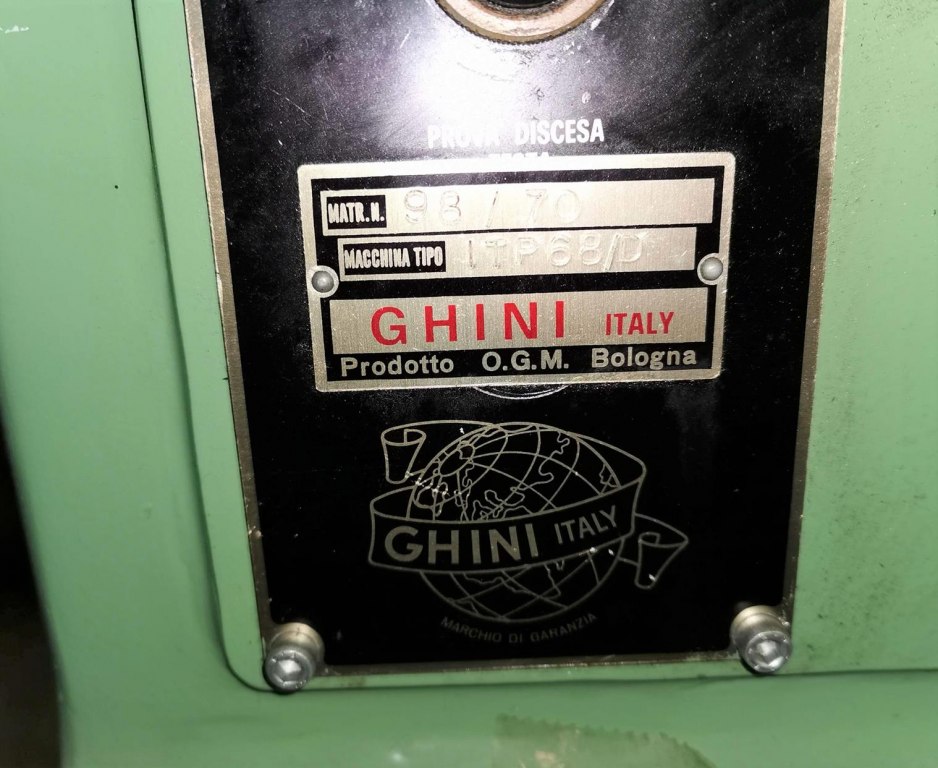 PROVA DISCESA
MATR.N. 98/70
MACCHINA TIPO ITP68/D
GHINI ITALY
Prodotto O.G.M. Bologna
GHINI ITALY
MARCHIO DI GARANZIA